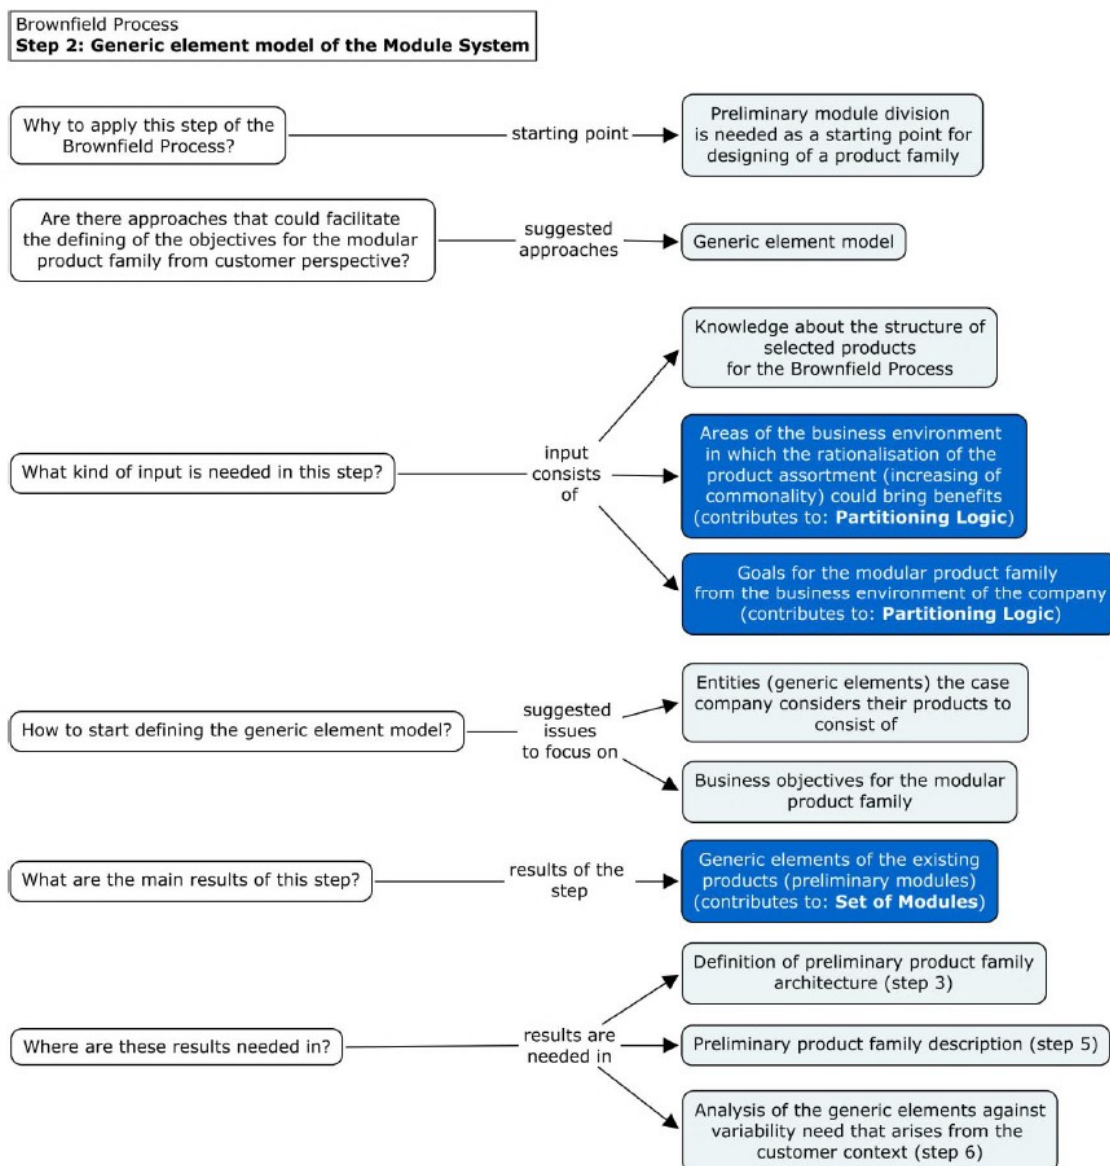 Brownfield Process
Step 2: Generic element model of the Module System
Why to apply this step of the
Brownfield Process?
starting point
Preliminary module division
is needed as a starting point for
designing of a product family
Are there approaches that could facilitate
the defining of the objectives for the modular
product family from customer perspective?
suggested
approaches
Generic element model
What kind of input is needed in this step?
input
consists
of
Knowledge about the structure of
selected products
for the Brownfield Process
Areas of the business environment
in which the rationalisation of the
product assortment (increasing of
commonality) could bring benefits
(contributes to: Partitioning Logic)
Goals for the modular product family
from the business environment of the company
(contributes to: Partitioning Logic)
How to start defining the generic element model?
suggested
issues
to focus on
Entities (generic elements) the case
company considers their products to
consist of
Business objectives for the modular
product family
What are the main results of this step?
results of the
step
Generic elements of the existing
products (preliminary modules)
(contributes to: Set of Modules)
Where are these results needed in?
results are
needed in
Definition of preliminary product family
architecture (step 3)
Preliminary product family description (step 5)
Analysis of the generic elements against
variability need that arises from the
customer context (step 6)